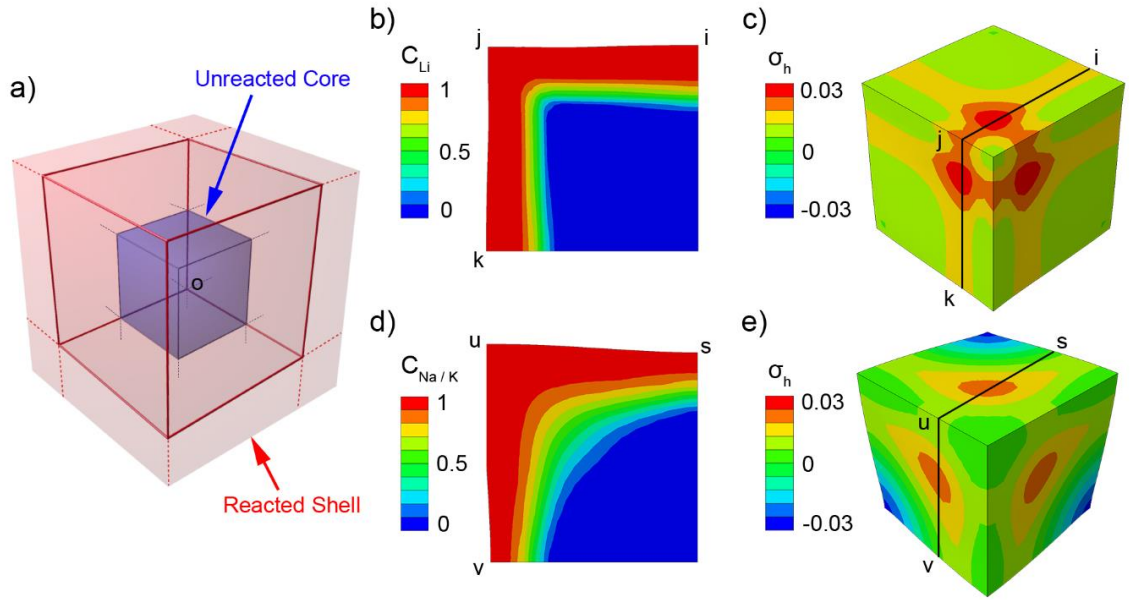 a)
Unreacted Core
o
Reacted Shell
b)
j
i
C_Li
1
0.5
0
k
c)
σ_h
0.03
0
-0.03
i
j
k
d)
u
s
C_Na / K
1
0.5
0
v
e)
σ_h
0.03
0
-0.03
s
u
v